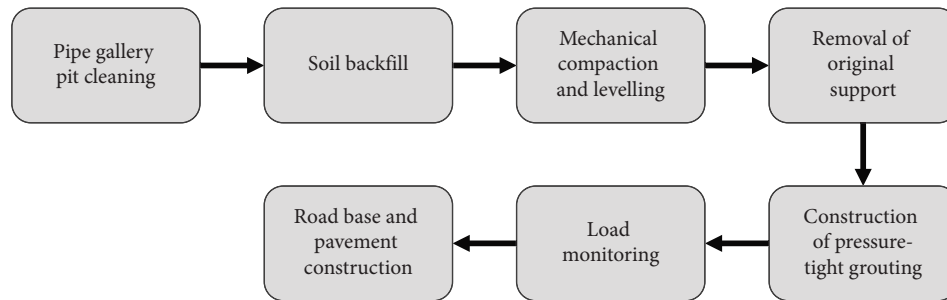 Pipe gallery
pit cleaning
Soil backfill
Mechanical
compaction
and levelling
Removal of
original
support
Construction
of pressure-
tight grouting
Load
monitoring
Road base and
pavement
construction